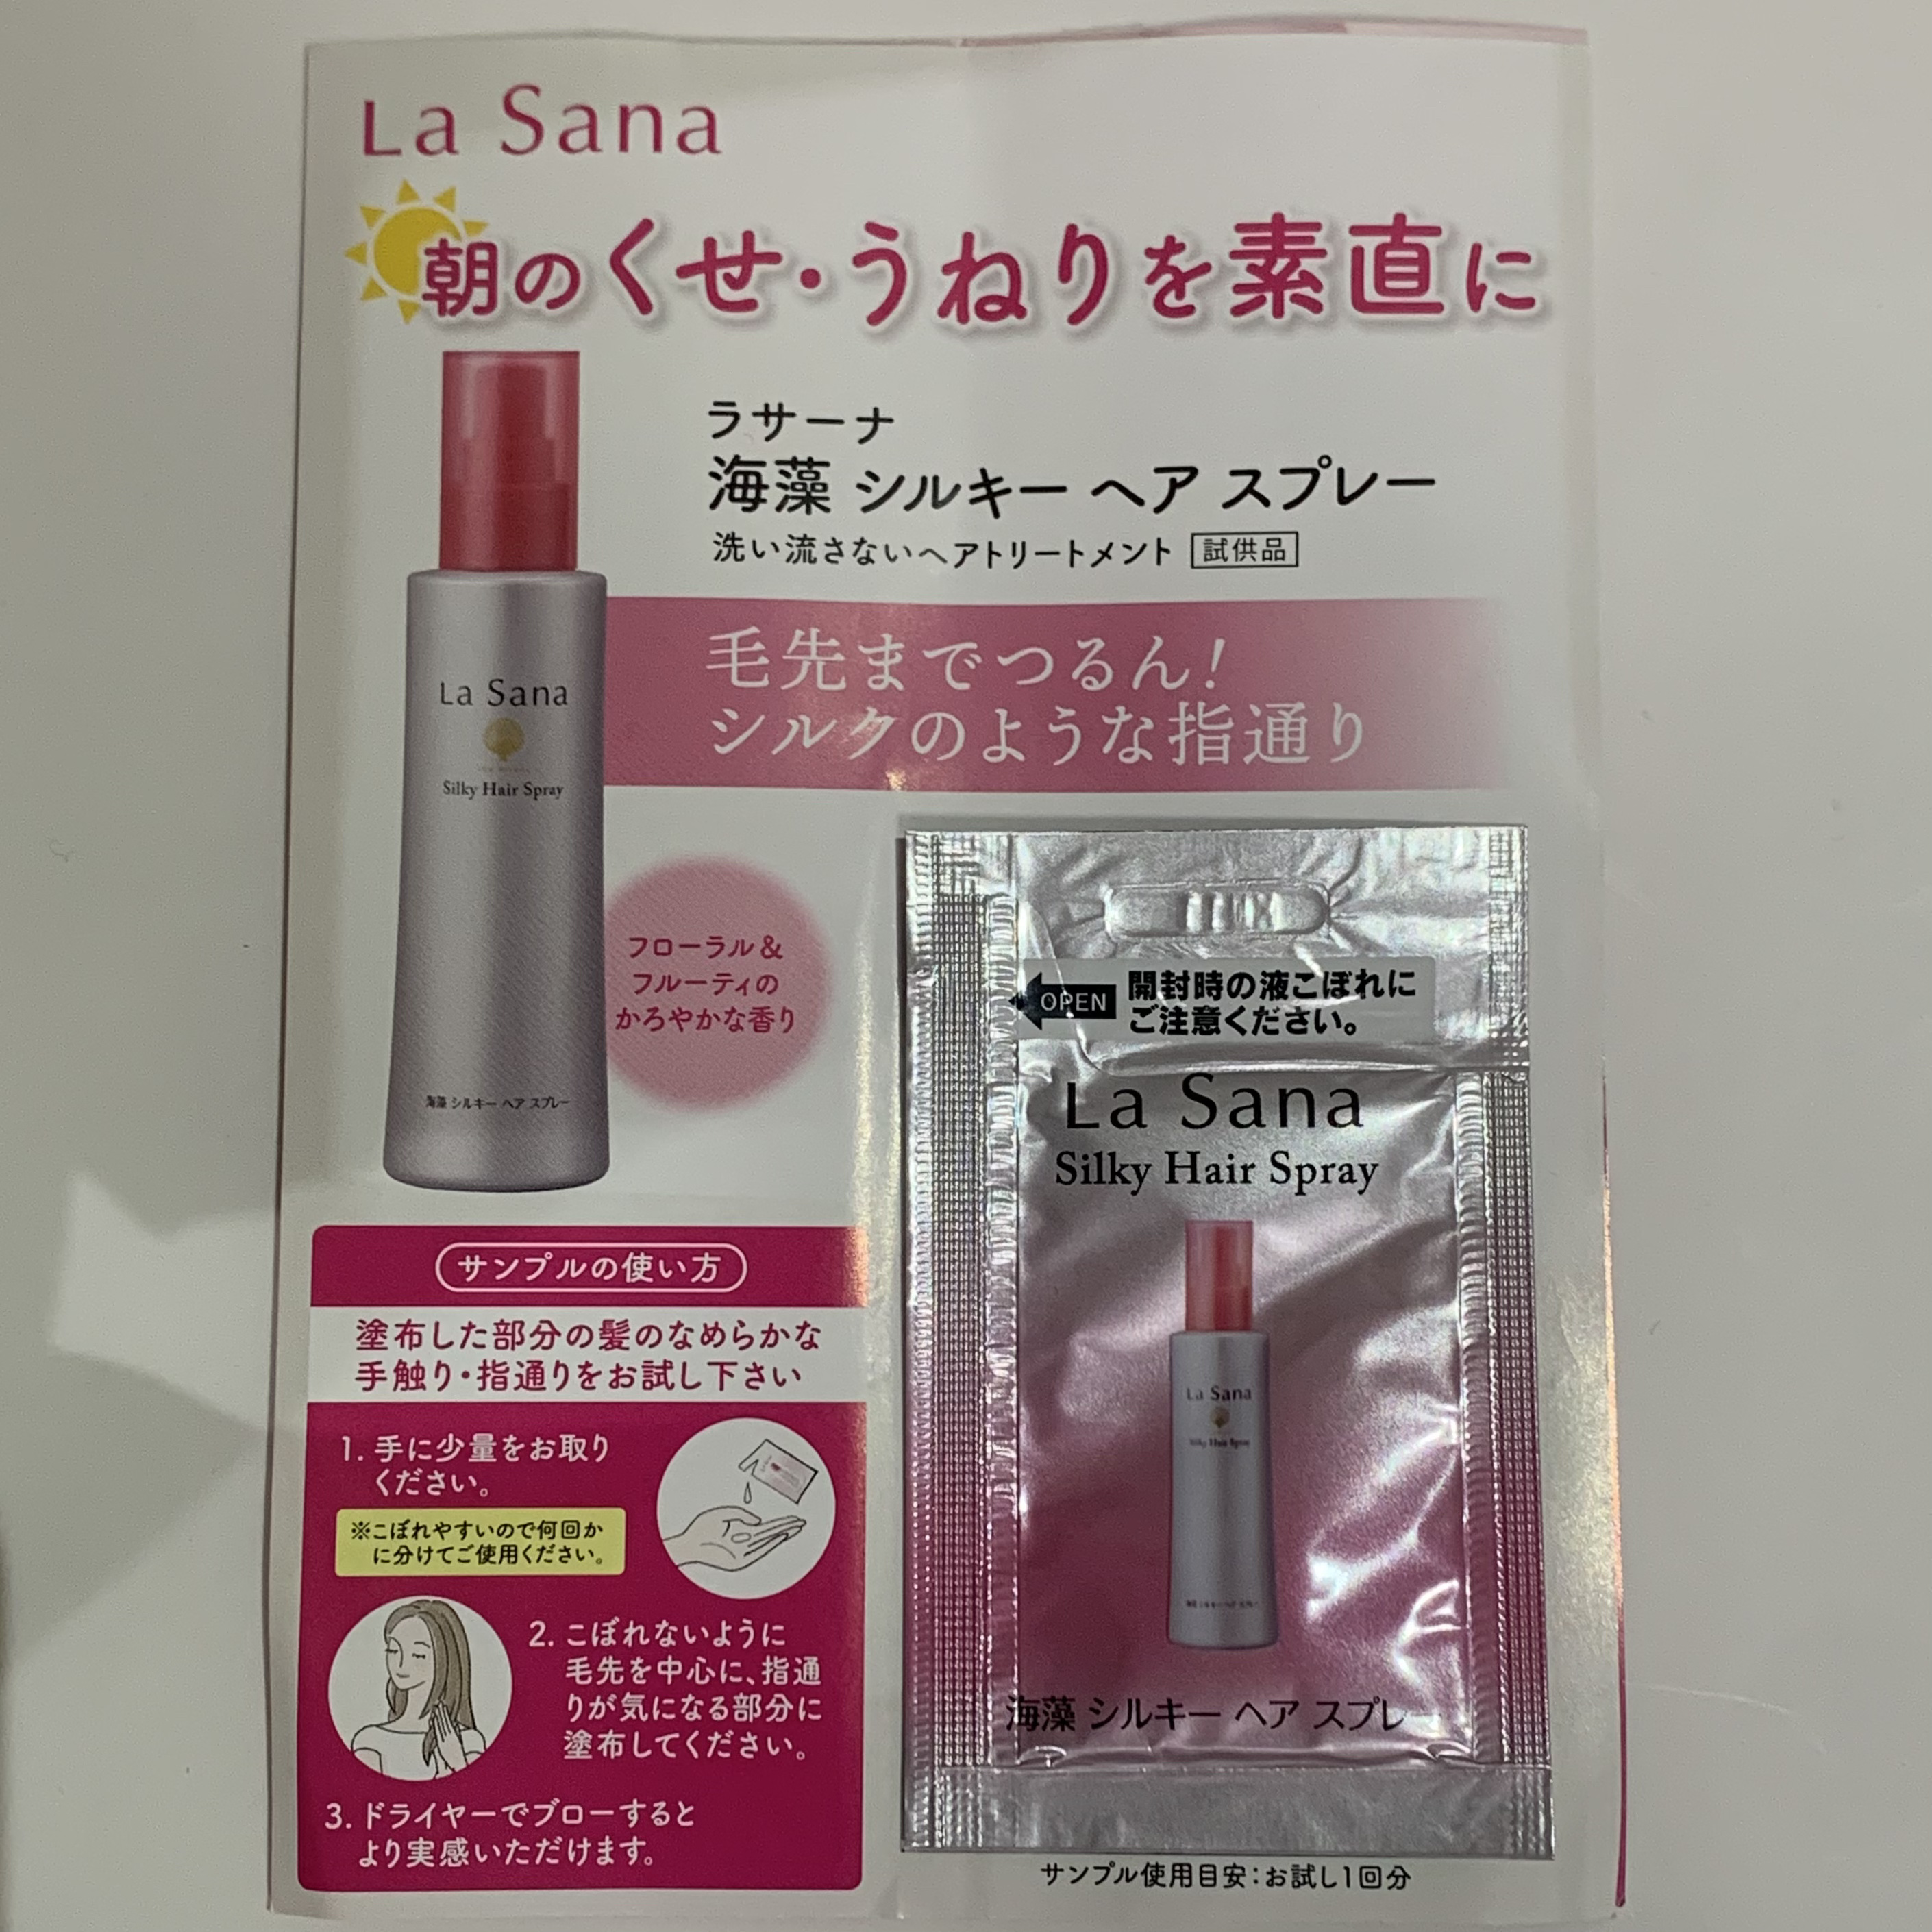 La Sana
朝のくせ・うねりを素直に
ラサーナ
海藻 シルキー ヘア スプレー
洗い流さないヘアトリートメント 試供品
毛先までつるん!
シルクのような指通り
La Sana
Silky Hair Spray
海藻 シルキー ヘア スプレー
フローラル&
フルーティの
かろやかな香り
サンプルの使い方
塗布した部分の髪のなめらかな
手触り・指通りをお試し下さい
1. 手に少量をお取り
ください。
※こぼれやすいので何回か
に分けてご使用ください。
2. こぼれないように
毛先を中心に、指通
りが気になる部分に
塗布してください。
3. ドライヤーでブローすると
より実感いただけます。
OPEN
開封時の液こぼれに
ご注意ください。
La Sana
Silky Hair Spray
La Sana
Silky Hair Spray
海藻 シルキー ヘア スプレー
海藻 シルキー ヘア スプレー
サンプル使用目安:お試し1回分